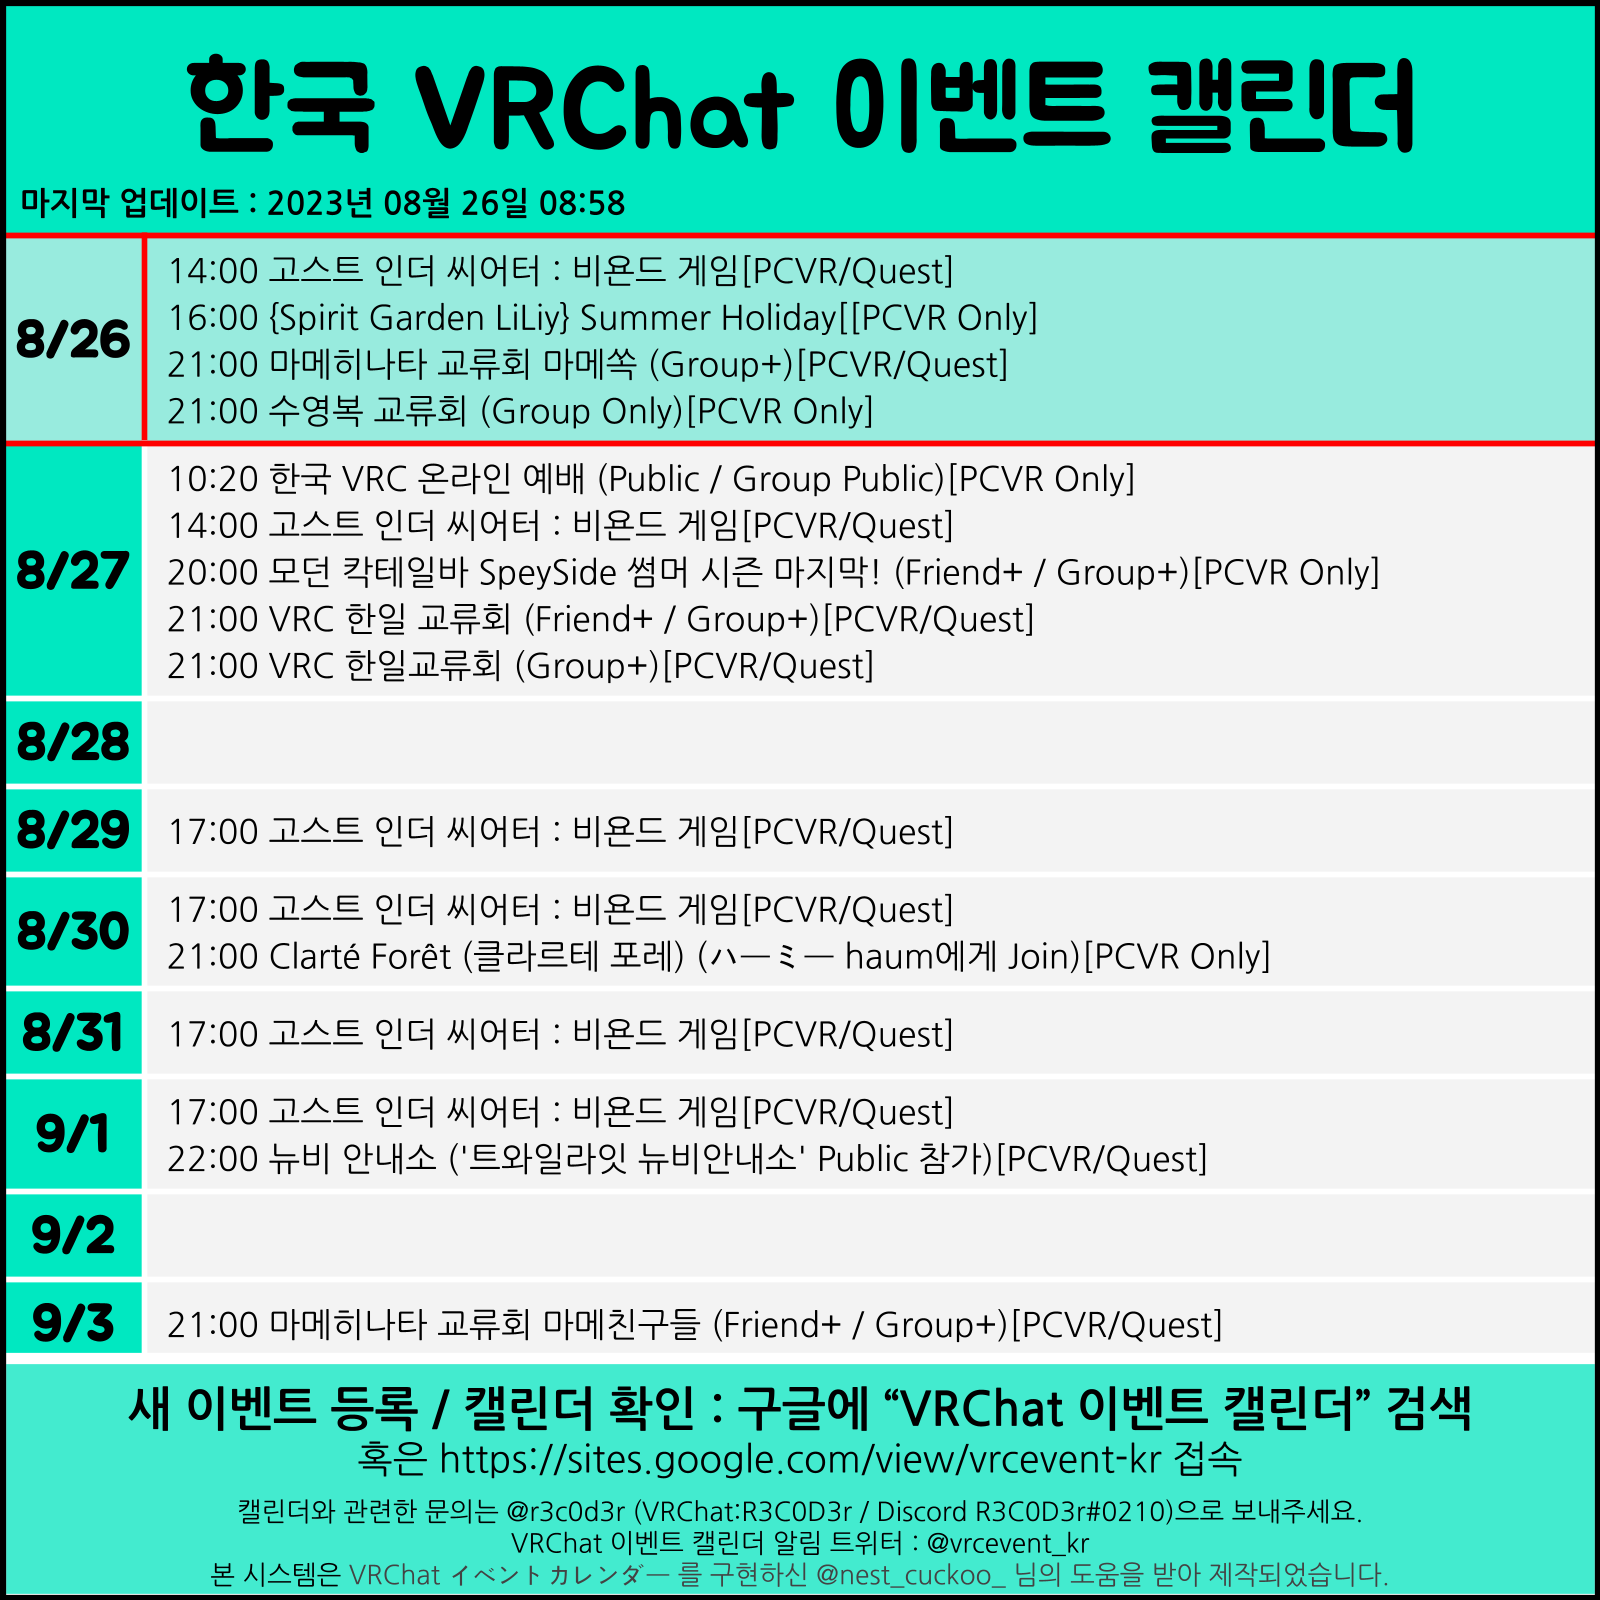 한국 VRChat 이벤트 캘린더
마지막 업데이트 : 2023년 08월 26일 08:58
8/26
14:00 고스트 인더 씨어터 : 비욘드 게임[PCVR/Quest]
16:00 {Spirit Garden LiLiy} Summer Holiday[[PCVR Only]
21:00 마메히나타 교류회 마메쏙 (Group+)[PCVR/Quest]
21:00 수영복 교류회 (Group Only)[PCVR Only]
8/27
10:20 한국 VRC 온라인 예배 (Public / Group Public)[PCVR Only]
14:00 고스트 인더 씨어터 : 비욘드 게임[PCVR/Quest]
20:00 모던 칵테일바 SpeySide 썸머 시즌 마지막! (Friend+ / Group+)[PCVR Only]
21:00 VRC 한일 교류회 (Friend+ / Group+)[PCVR/Quest]
21:00 VRC 한일교류회 (Group+)[PCVR/Quest]
8/28
8/29
17:00 고스트 인더 씨어터 : 비욘드 게임[PCVR/Quest]
8/30
17:00 고스트 인더 씨어터 : 비욘드 게임[PCVR/Quest]
21:00 Clarté Forêt (클라르테 포레) (ハーミー haum에게 Join)[PCVR Only]
8/31
17:00 고스트 인더 씨어터 : 비욘드 게임[PCVR/Quest]
9/1
17:00 고스트 인더 씨어터 : 비욘드 게임[PCVR/Quest]
22:00 뉴비 안내소 ('트와일라잇 뉴비안내소' Public 참가)[PCVR/Quest]
9/2
9/3
21:00 마메히나타 교류회 마메친구들 (Friend+ / Group+)[PCVR/Quest]
새 이벤트 등록 / 캘린더 확인 : 구글에 “VRChat 이벤트 캘린더” 검색
혹은 https://sites.google.com/view/vrcevent-kr 접속
캘린더와 관련한 문의는 @r3c0d3r (VRChat:R3C0D3r / Discord R3C0D3r#0210)으로 보내주세요.
VRChat 이벤트 캘린더 알림 트위터 : @vrcevent_kr
본 시스템은 VRChat イベントカレンダー 를 구현하신 @nest_cuckoo_ 님의 도움을 받아 제작되었습니다.